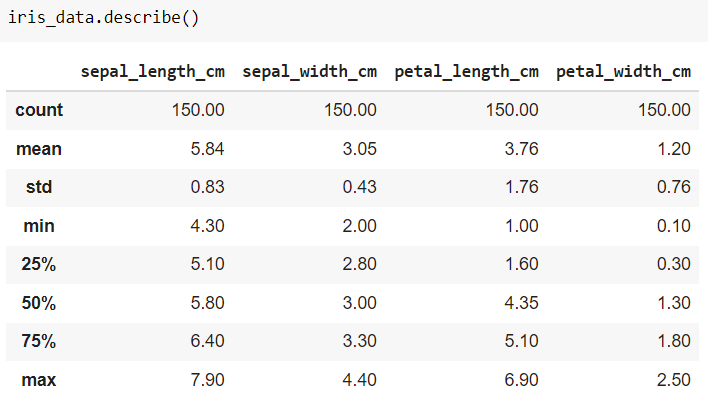 iris_data.describe()
sepal_length_cm sepal_width_cm petal_length_cm petal_width_cm
count 150.00 150.00 150.00 150.00
mean 5.84 3.05 3.76 1.20
std 0.83 0.43 1.76 0.76
min 4.30 2.00 1.00 0.10
25% 5.10 2.80 1.60 0.30
50% 5.80 3.00 4.35 1.30
75% 6.40 3.30 5.10 1.80
max 7.90 4.40 6.90 2.50